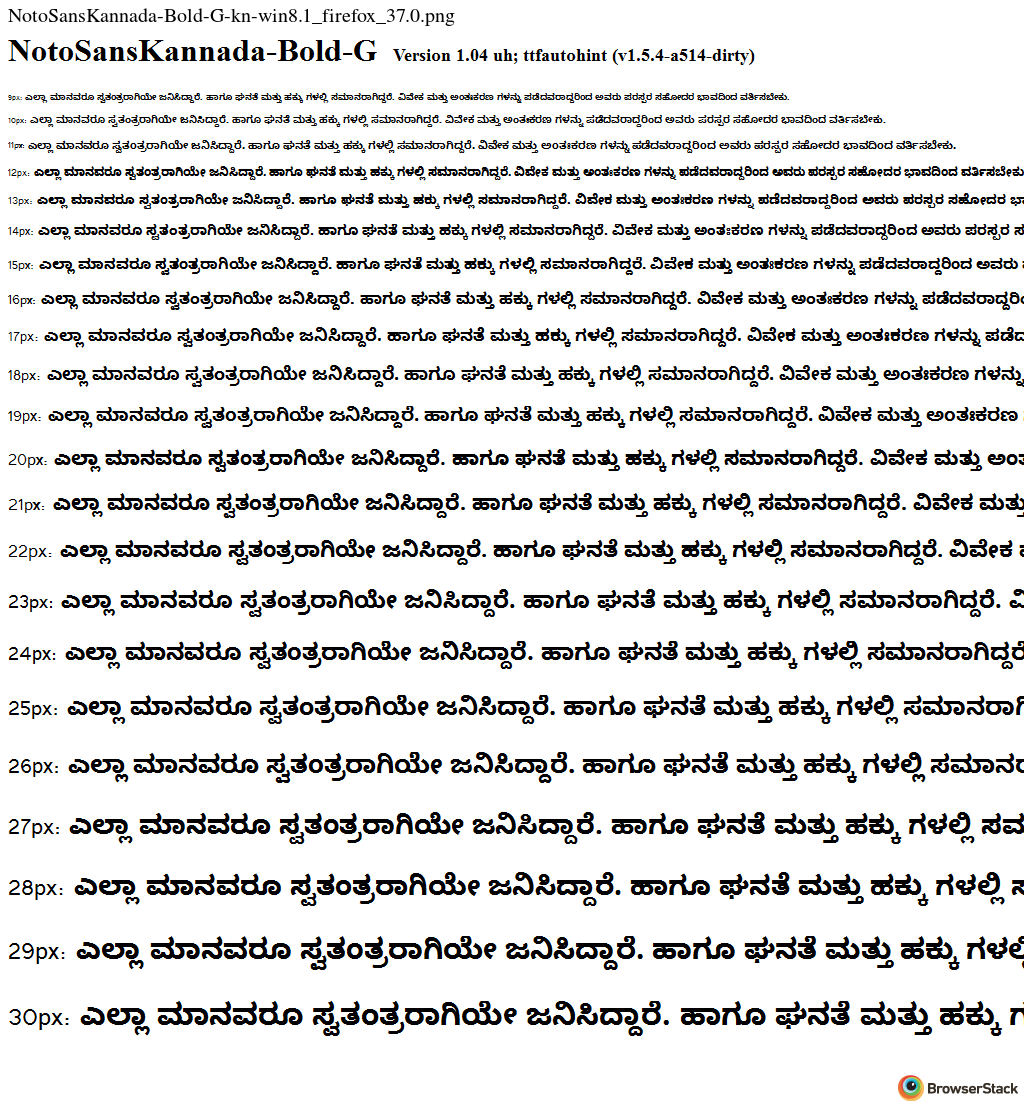 NotoSansKannada-Bold-G-kn-win8.1_firefox_37.0.png
NotoSansKannada-Bold-G Version 1.04 uh; ttfautohint (v1.5.4-a514-dirty)
9px: ಎಲ್ಲಾ ಮಾನವರೂ ಸ್ವತಂತ್ರರಾಗಿಯೇ ಜನಿಸಿದ್ದಾರೆ. ಹಾಗೂ ಘನತೆ ಮತ್ತು ಹಕ್ಕು ಗಳಲ್ಲಿ ಸಮಾನರಾಗಿದ್ದರೆ. ವಿವೇಕ ಮತ್ತು ಅಂತಃಕರಣ ಗಳನ್ನು ಪಡೆದವರಾದ್ದರಿಂದ ಅವರು ಪರಸ್ಪರ ಸಹೋದರ ಭಾವದಿಂದ ವರ್ತಿಸಬೇಕು.
10px: ಎಲ್ಲಾ ಮಾನವರೂ ಸ್ವತಂತ್ರರಾಗಿಯೇ ಜನಿಸಿದ್ದಾರೆ. ಹಾಗೂ ಘನತೆ ಮತ್ತು ಹಕ್ಕು ಗಳಲ್ಲಿ ಸಮಾನರಾಗಿದ್ದರೆ. ವಿವೇಕ ಮತ್ತು ಅಂತಃಕರಣ ಗಳನ್ನು ಪಡೆದವರಾದ್ದರಿಂದ ಅವರು ಪರಸ್ಪರ ಸಹೋದರ ಭಾವದಿಂದ ವರ್ತಿಸಬೇಕು.
11px: ಎಲ್ಲಾ ಮಾನವರೂ ಸ್ವತಂತ್ರರಾಗಿಯೇ ಜನಿಸಿದ್ದಾರೆ. ಹಾಗೂ ಘನತೆ ಮತ್ತು ಹಕ್ಕು ಗಳಲ್ಲಿ ಸಮಾನರಾಗಿದ್ದರೆ. ವಿವೇಕ ಮತ್ತು ಅಂತಃಕರಣ ಗಳನ್ನು ಪಡೆದವರಾದ್ದರಿಂದ ಅವರು ಪರಸ್ಪರ ಸಹೋದರ ಭಾವದಿಂದ ವರ್ತಿಸಬೇಕು.
12px: ಎಲ್ಲಾ ಮಾನವರೂ ಸ್ವತಂತ್ರರಾಗಿಯೇ ಜನಿಸಿದ್ದಾರೆ. ಹಾಗೂ ಘನತೆ ಮತ್ತು ಹಕ್ಕು ಗಳಲ್ಲಿ ಸಮಾನರಾಗಿದ್ದರೆ. ವಿವೇಕ ಮತ್ತು ಅಂತಃಕರಣ ಗಳನ್ನು ಪಡೆದವರಾದ್ದರಿಂದ ಅವರು ಪರಸ್ಪರ ಸಹೋದರ ಭಾವದಿಂದ ವರ್ತಿಸಬೇಕು
13px: ಎಲ್ಲಾ ಮಾನವರೂ ಸ್ವತಂತ್ರರಾಗಿಯೇ ಜನಿಸಿದ್ದಾರೆ. ಹಾಗೂ ಘನತೆ ಮತ್ತು ಹಕ್ಕು ಗಳಲ್ಲಿ ಸಮಾನರಾಗಿದ್ದರೆ. ವಿವೇಕ ಮತ್ತು ಅಂತಃಕರಣ ಗಳನ್ನು ಪಡೆದವರಾದ್ದರಿಂದ ಅವರು ಪರಸ್ಪರ ಸಹೋದರ
14px: ಎಲ್ಲಾ ಮಾನವರೂ ಸ್ವತಂತ್ರರಾಗಿಯೇ ಜನಿಸಿದ್ದಾರೆ. ಹಾಗೂ ಘನತೆ ಮತ್ತು ಹಕ್ಕು ಗಳಲ್ಲಿ ಸಮಾನರಾಗಿದ್ದರೆ. ವಿವೇಕ ಮತ್ತು ಅಂತಃಕರಣ ಗಳನ್ನು ಪಡೆದವರಾದ್ದರಿಂದ ಅವರು ಪರಸ್ಪರ
15px: ಎಲ್ಲಾ ಮಾನವರೂ ಸ್ವತಂತ್ರರಾಗಿಯೇ ಜನಿಸಿದ್ದಾರೆ. ಹಾಗೂ ಘನತೆ ಮತ್ತು ಹಕ್ಕು ಗಳಲ್ಲಿ ಸಮಾನರಾಗಿದ್ದರೆ. ವಿವೇಕ ಮತ್ತು ಅಂತಃಕರಣ ಗಳನ್ನು ಪಡೆದವರಾದ್ದರಿಂದ ಅವರು
16px: ಎಲ್ಲಾ ಮಾನವರೂ ಸ್ವತಂತ್ರರಾಗಿಯೇ ಜನಿಸಿದ್ದಾರೆ. ಹಾಗೂ ಘನತೆ ಮತ್ತು ಹಕ್ಕು ಗಳಲ್ಲಿ ಸಮಾನರಾಗಿದ್ದರೆ. ವಿವೇಕ ಮತ್ತು ಅಂತಃಕರಣ ಗಳನ್ನು ಪಡೆದವರಾದ್ದರಿಂ
17px: ಎಲ್ಲಾ ಮಾನವರೂ ಸ್ವತಂತ್ರರಾಗಿಯೇ ಜನಿಸಿದ್ದಾರೆ. ಹಾಗೂ ಘನತೆ ಮತ್ತು ಹಕ್ಕು ಗಳಲ್ಲಿ ಸಮಾನರಾಗಿದ್ದರೆ. ವಿವೇಕ ಮತ್ತು ಅಂತಃಕರಣ ಗಳನ್ನು ಪಡೆದ
18px: ಎಲ್ಲಾ ಮಾನವರೂ ಸ್ವತಂತ್ರರಾಗಿಯೇ ಜನಿಸಿದ್ದಾರೆ. ಹಾಗೂ ಘನತೆ ಮತ್ತು ಹಕ್ಕು ಗಳಲ್ಲಿ ಸಮಾನರಾಗಿದ್ದರೆ. ವಿವೇಕ ಮತ್ತು ಅಂತಃಕರಣ ಗಳನ್ನು
19px: ಎಲ್ಲಾ ಮಾನವರೂ ಸ್ವತಂತ್ರರಾಗಿಯೇ ಜನಿಸಿದ್ದಾರೆ. ಹಾಗೂ ಘನತೆ ಮತ್ತು ಹಕ್ಕು ಗಳಲ್ಲಿ ಸಮಾನರಾಗಿದ್ದರೆ. ವಿವೇಕ ಮತ್ತು ಅಂತಃಕರಣ
20px: ಎಲ್ಲಾ ಮಾನವರೂ ಸ್ವತಂತ್ರರಾಗಿಯೇ ಜನಿಸಿದ್ದಾರೆ. ಹಾಗೂ ಘನತೆ ಮತ್ತು ಹಕ್ಕು ಗಳಲ್ಲಿ ಸಮಾನರಾಗಿದ್ದರೆ. ವಿವೇಕ ಮತ್ತು ಅಂ
21px: ಎಲ್ಲಾ ಮಾನವರೂ ಸ್ವತಂತ್ರರಾಗಿಯೇ ಜನಿಸಿದ್ದಾರೆ. ಹಾಗೂ ಘನತೆ ಮತ್ತು ಹಕ್ಕು ಗಳಲ್ಲಿ ಸಮಾನರಾಗಿದ್ದರೆ. ವಿವೇಕ ಮತ್ತು
22px: ಎಲ್ಲಾ ಮಾನವರೂ ಸ್ವತಂತ್ರರಾಗಿಯೇ ಜನಿಸಿದ್ದಾರೆ. ಹಾಗೂ ಘನತೆ ಮತ್ತು ಹಕ್ಕು ಗಳಲ್ಲಿ ಸಮಾನರಾಗಿದ್ದರೆ. ವಿವೇಕ
23px: ಎಲ್ಲಾ ಮಾನವರೂ ಸ್ವತಂತ್ರರಾಗಿಯೇ ಜನಿಸಿದ್ದಾರೆ. ಹಾಗೂ ಘನತೆ ಮತ್ತು ಹಕ್ಕು ಗಳಲ್ಲಿ ಸಮಾನರಾಗಿದ್ದರೆ.
24px: ಎಲ್ಲಾ ಮಾನವರೂ ಸ್ವತಂತ್ರರಾಗಿಯೇ ಜನಿಸಿದ್ದಾರೆ. ಹಾಗೂ ಘನತೆ ಮತ್ತು ಹಕ್ಕು ಗಳಲ್ಲಿ ಸಮಾನರಾಗಿದ್ದರೆ
25px: ಎಲ್ಲಾ ಮಾನವರೂ ಸ್ವತಂತ್ರರಾಗಿಯೇ ಜನಿಸಿದ್ದಾರೆ. ಹಾಗೂ ಘನತೆ ಮತ್ತು ಹಕ್ಕು ಗಳಲ್ಲಿ ಸಮಾನರಾಗಿ
26px: ಎಲ್ಲಾ ಮಾನವರೂ ಸ್ವತಂತ್ರರಾಗಿಯೇ ಜನಿಸಿದ್ದಾರೆ. ಹಾಗೂ ಘನತೆ ಮತ್ತು ಹಕ್ಕು ಗಳಲ್ಲಿ ಸಮಾನರ
27px: ಎಲ್ಲಾ ಮಾನವರೂ ಸ್ವತಂತ್ರರಾಗಿಯೇ ಜನಿಸಿದ್ದಾರೆ. ಹಾಗೂ ಘನತೆ ಮತ್ತು ಹಕ್ಕು ಗಳಲ್ಲಿ ಸಮ
28px: ಎಲ್ಲಾ ಮಾನವರೂ ಸ್ವತಂತ್ರರಾಗಿಯೇ ಜನಿಸಿದ್ದಾರೆ. ಹಾಗೂ ಘನತೆ ಮತ್ತು ಹಕ್ಕು ಗಳಲ್ಲಿ
29px: ಎಲ್ಲಾ ಮಾನವರೂ ಸ್ವತಂತ್ರರಾಗಿಯೇ ಜನಿಸಿದ್ದಾರೆ. ಹಾಗೂ ಘನತೆ ಮತ್ತು ಹಕ್ಕು ಗಳಲ್ಲಿ
30px: ಎಲ್ಲಾ ಮಾನವರೂ ಸ್ವತಂತ್ರರಾಗಿಯೇ ಜನಿಸಿದ್ದಾರೆ. ಹಾಗೂ ಘನತೆ ಮತ್ತು ಹಕ್ಕು
BrowserStack